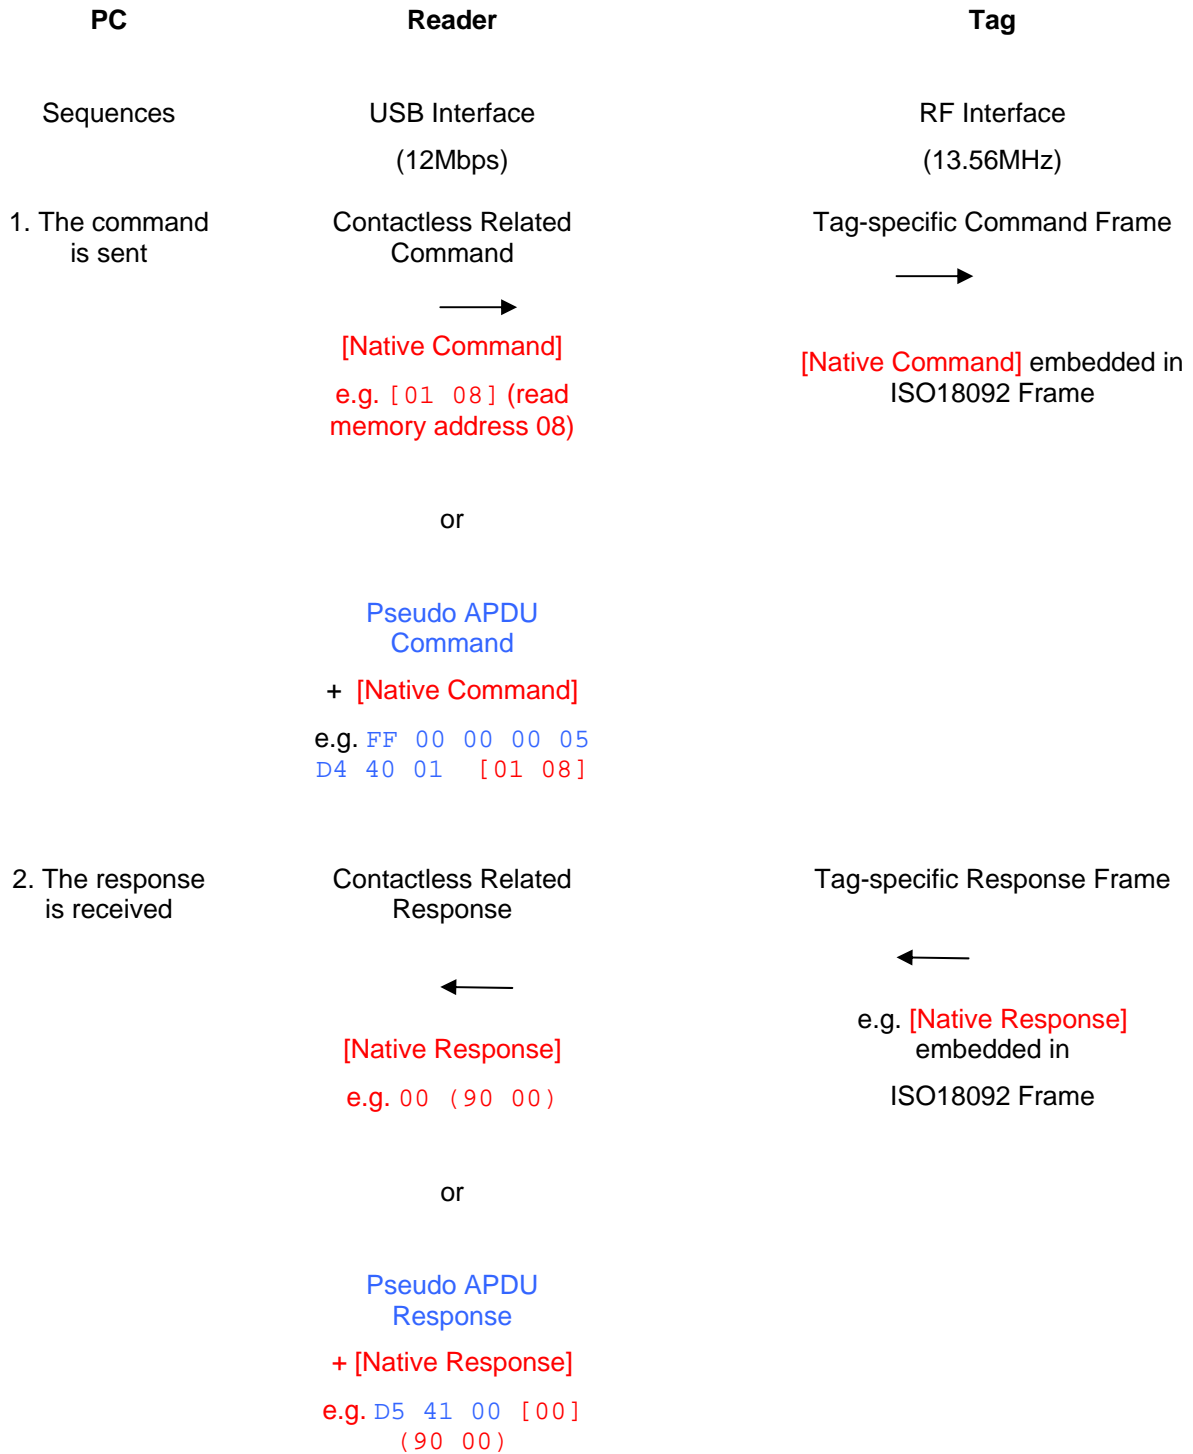 PC Reader Tag
Sequences USB Interface RF Interface
(12Mbps) (13.56MHz)
1. The command Contactless Related Tag-specific Command Frame
is sent Command
[Native Command]
[Native Command] embedded in
e.g. [01 08] (read ISO18092 Frame
memory address 08)
or
Pseudo APDU
Command
+ [Native Command]
e.g. FF 00 00 00 05
D4 40 01 [01 08]
2. The response Contactless Related Tag-specific Response Frame
is received Response
e.g. [Native Response]
[Native Response] embedded in
e.g. 00 (90 00) ISO18092 Frame
or
Pseudo APDU
Response
+ [Native Response]
e.g. D5 41 00 [00]
(90 00)